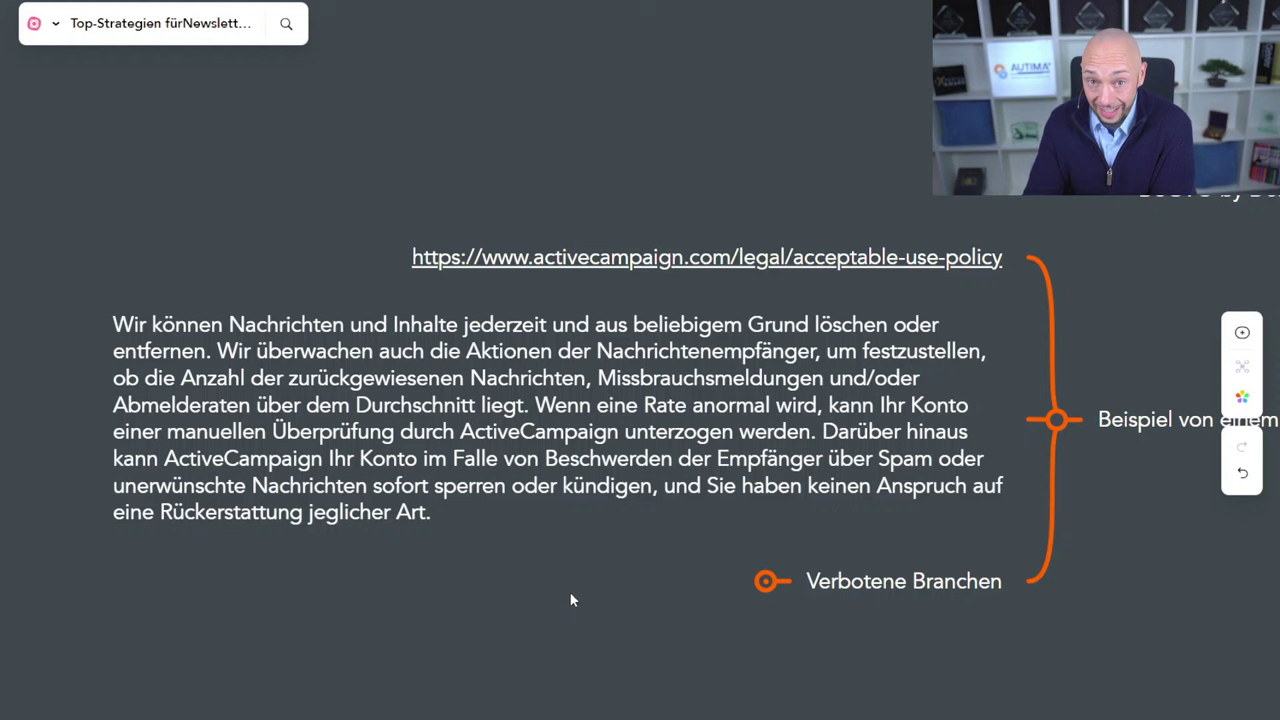 Top-Strategien fürNewslett...
AUTIMA
https://www.activecampaign.com/legal/acceptable-use-policy
Wir können Nachrichten und Inhalte jederzeit und aus beliebigem Grund löschen oder
entfernen. Wir überwachen auch die Aktionen der Nachrichtenempfänger, um festzustellen,
ob die Anzahl der zurückgewiesenen Nachrichten, Missbrauchsmeldungen und/oder
Abmelderaten über dem Durchschnitt liegt. Wenn eine Rate anormal wird, kann Ihr Konto
einer manuellen Überprüfung durch ActiveCampaign unterzogen werden. Darüber hinaus
kann ActiveCampaign Ihr Konto im Falle von Beschwerden der Empfänger über Spam oder
unerwünschte Nachrichten sofort sperren oder kündigen, und Sie haben keinen Anspruch auf
eine Rückerstattung jeglicher Art.
Beispiel von einem
Verbotene Branchen